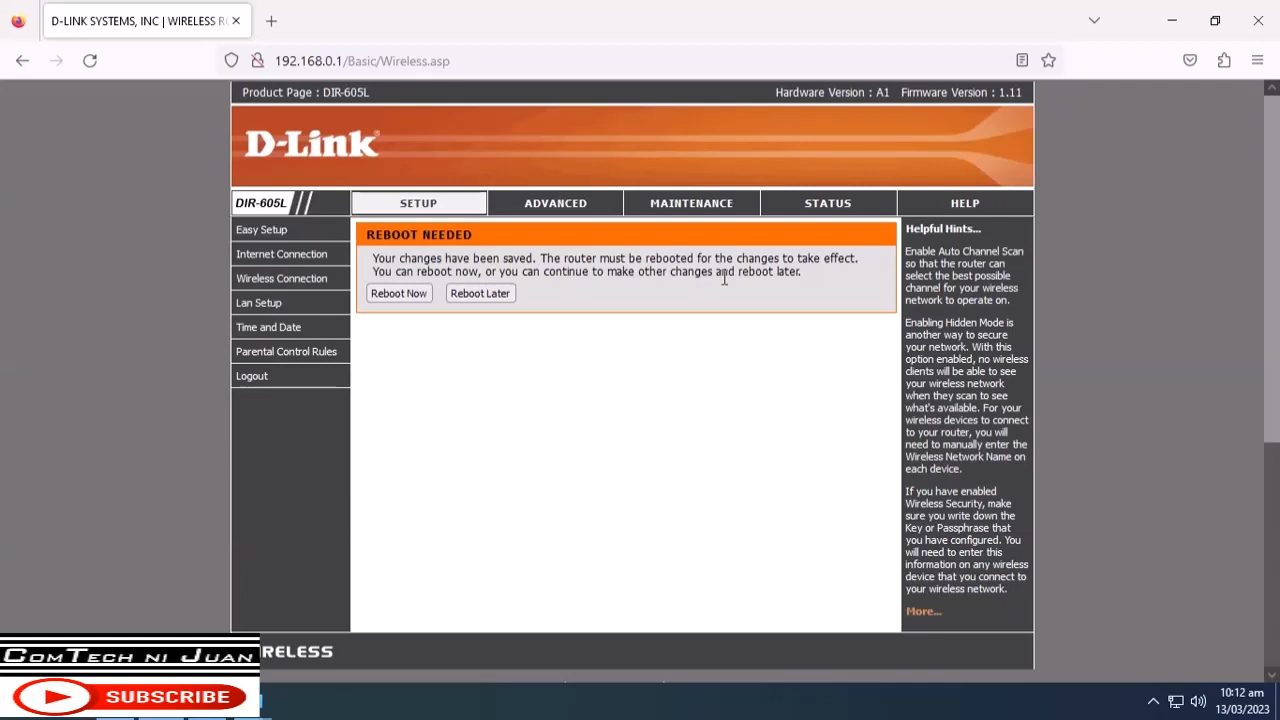 D-LINK SYSTEMS, INC | WIRELESS R
192.168.0.1/Basic/Wireless.asp
Product Page : DIR-605L
Hardware Version : A1
Firmware Version : 1.11
D-Link
DIR-605L
SETUP
ADVANCED
MAINTENANCE
STATUS
HELP
Easy Setup
Internet Connection
Wireless Connection
Lan Setup
Time and Date
Parental Control Rules
Logout
REBOOT NEEDED
Your changes have been saved. The router must be rebooted for the changes to take effect.
You can reboot now, or you can continue to make other changes and reboot later.
Reboot Now
Reboot Later
Helpful Hints...
Enable Auto Channel Scan
so that the router can
select the best possible
channel for your wireless
network to operate on.
Enabling Hidden Mode is
another way to secure
your network. With this
option enabled, no wireless
clients will be able to see
your wireless network
when they scan to see
what's available. For your
wireless devices to connect
to your router, you will
need to manually enter the
Wireless Network Name on
each device.
If you have enabled
Wireless Security, make
sure you write down the
Key or Passphrase that
you have configured. You
will need to enter this
information on any wireless
device that you connect to
your wireless network.
More...
RELESS
ComTech ni Juan
SUBSCRIBE
10:12 am
13/03/2023